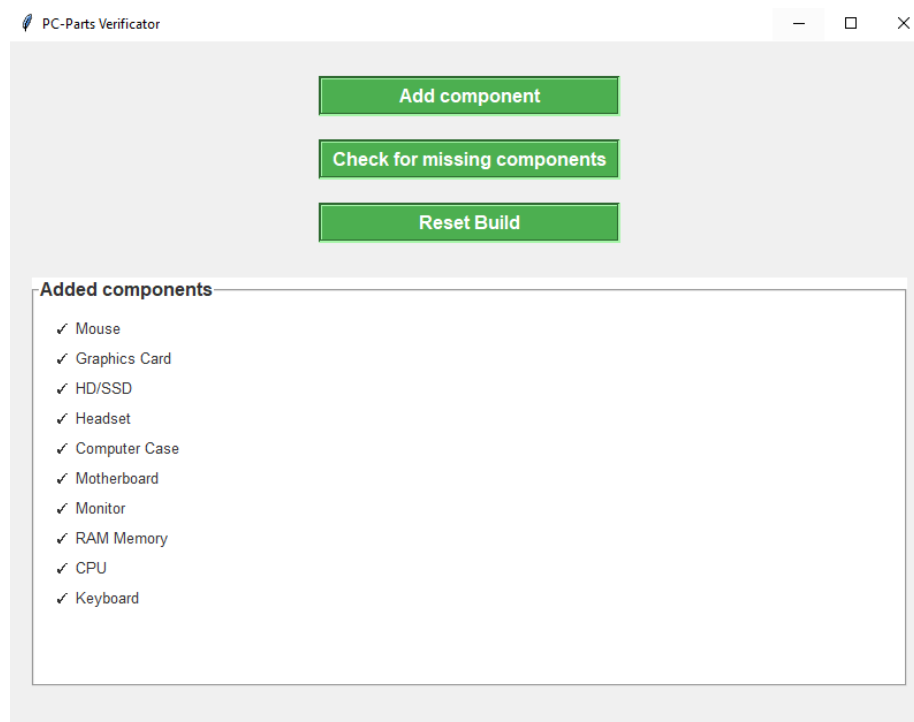 PC-Parts Verificator
Add component
Check for missing components
Reset Build
Added components
✓ Mouse
✓ Graphics Card
✓ HD/SSD
✓ Headset
✓ Computer Case
✓ Motherboard
✓ Monitor
✓ RAM Memory
✓ CPU
✓ Keyboard